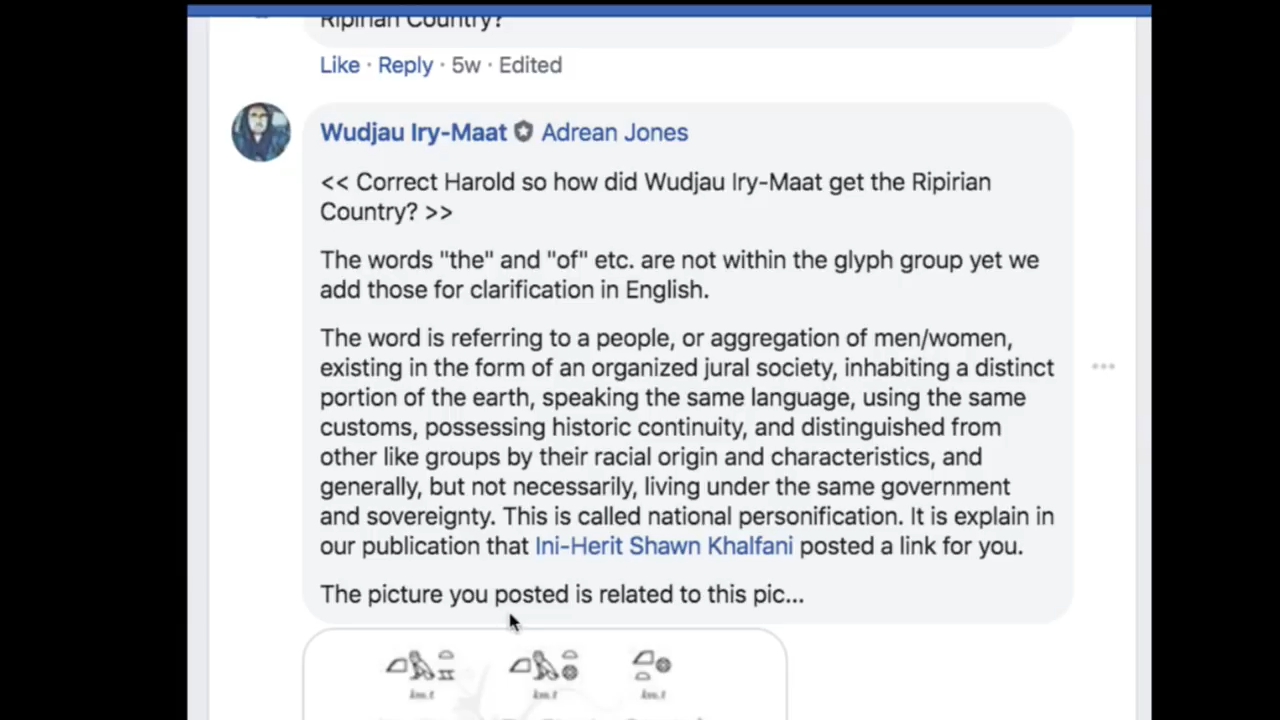 Ripirian Country?
Like · Reply · 5w · Edited
Wudjau Iry-Maat Adrean Jones
<< Correct Harold so how did Wudjau Iry-Maat get the Ripirian
Country? >>
The words "the" and "of" etc. are not within the glyph group yet we
add those for clarification in English.
The word is referring to a people, or aggregation of men/women,
existing in the form of an organized jural society, inhabiting a distinct
portion of the earth, speaking the same language, using the same
customs, possessing historic continuity, and distinguished from
other like groups by their racial origin and characteristics, and
generally, but not necessarily, living under the same government
and sovereignty. This is called national personification. It is explain in
our publication that Ini-Herit Shawn Khalfani posted a link for you.
The picture you posted is related to this pic...
km.t km.t km.t